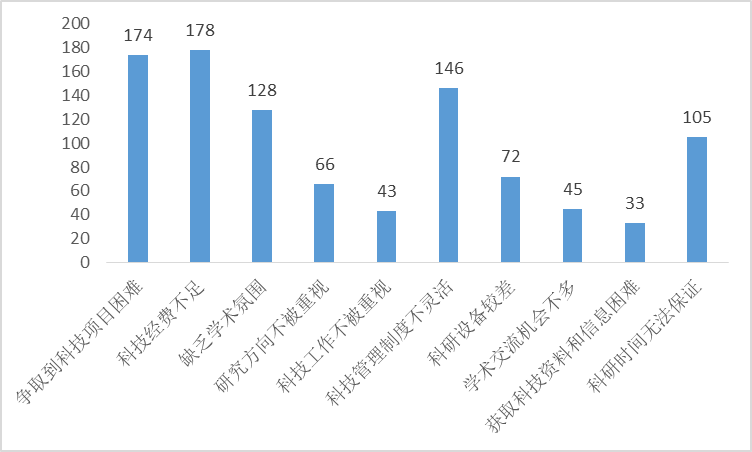 200
180
160
140
120
100
80
60
40
20
0
174
178
128
66
43
146
72
45
33
105
争取到科技项目困难
科技经费不足
缺乏学术氛围
研究方向不被重视
科技工作不被重视
科技管理制度不灵活
科研设备较差
学术交流机会不多
获取科技资料和信息困难
科研时间无法保证